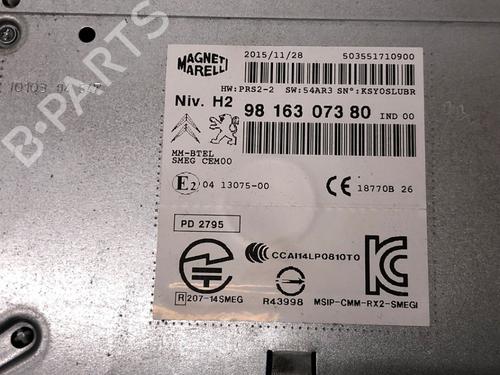 MAGNETI MARELLI 2015/11/28 503551710900
HW:PRS2-2 SW:54AR3 SN°:KSYOSLUBR
Niv. H2 98 163 073 80 IND 00
MM-BTEL
SMEG CEM00
E2 04 13075-00 CE 18770B 26
PD 2795
CCAI14LP0810T0
R 207-14SMEG R43998 MSIP-CMM-RX2-SMEGI
B-PARTS